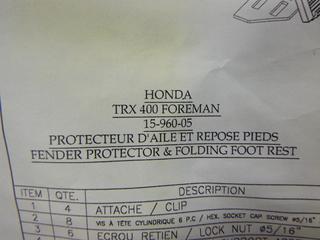 HONDA
TRX 400 FOREMAN
15-960-05
PROTECTEUR D'AILE ET REPOSE PIEDS
FENDER PROTECTOR & FOLDING FOOT REST
ITEM QTE.
1 4 ATTACHE / CLIP
2 8 VIS À TÊTE CYLINDRIQUE 6 P.C / HEX. SOCKET CAP SCREW ø5/16"
3 6 ECROU RETIEN / LOCK NUT ø5/16"